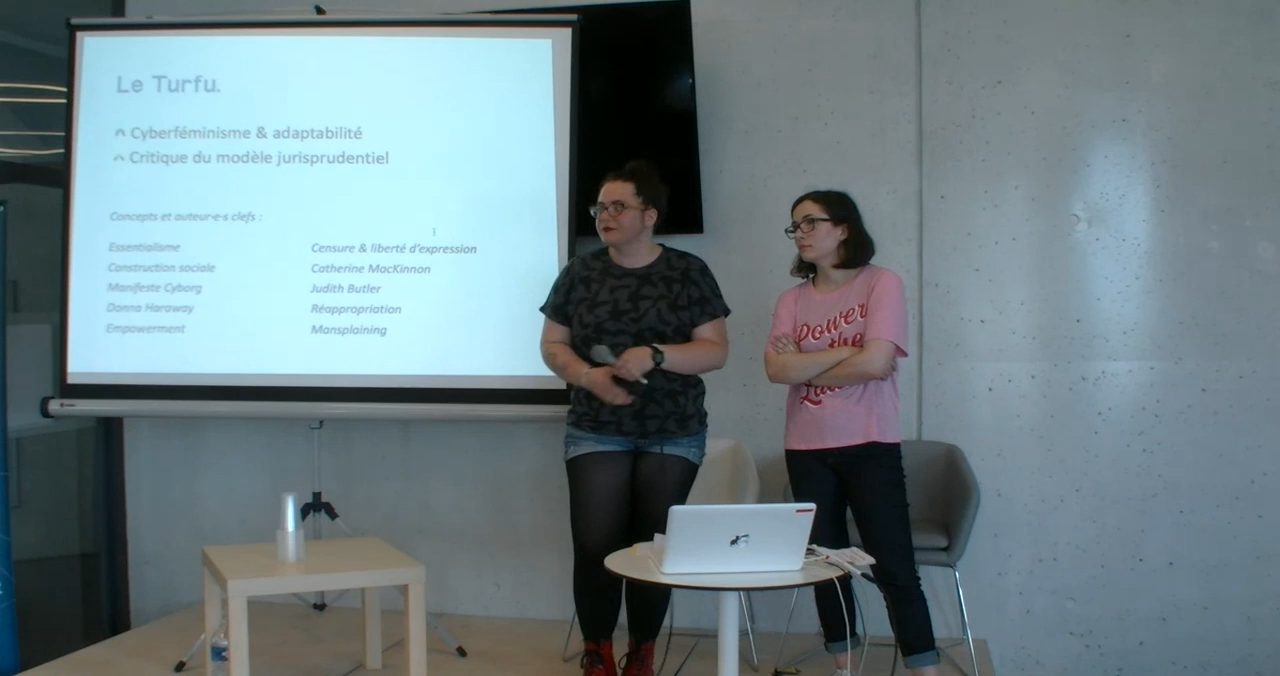 Le Turfu.
Cyberféminisme & adaptabilité
Critique du modèle jurisprudentiel
Concepts et auteur·e·s clefs :
Essentialisme
Construction sociale
Manifeste Cyborg
Donna Haraway
Empowerment
Censure & liberté d'expression
Catherine MacKinnon
Judith Butler
Réappropriation
Mansplaining
Power
the